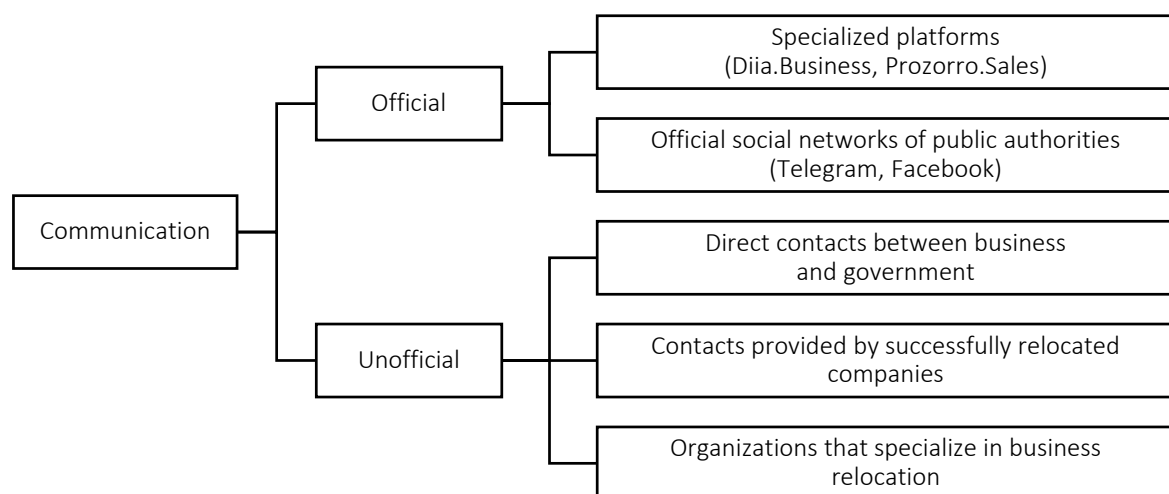 Communication
Official
Specialized platforms
(Diia.Business, Prozorro.Sales)
Official social networks of public authorities
(Telegram, Facebook)
Unofficial
Direct contacts between business
and government
Contacts provided by successfully relocated
companies
Organizations that specialize in business
relocation